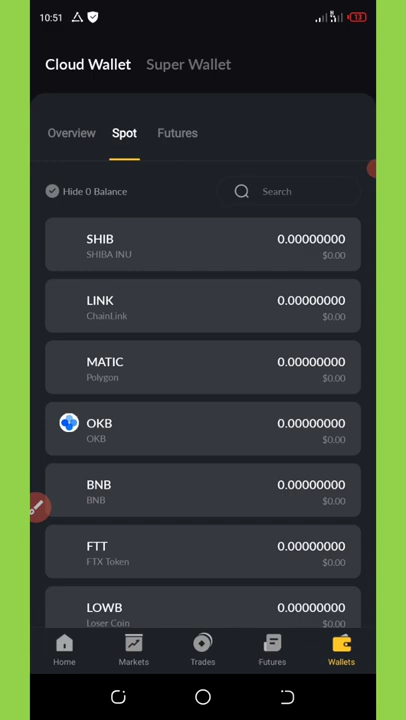 10:51
13
Cloud Wallet Super Wallet
Overview Spot Futures
Hide 0 Balance Search
SHIB 0.00000000
SHIBA INU $0.00
LINK 0.00000000
ChainLink $0.00
MATIC 0.00000000
Polygon $0.00
OKB 0.00000000
OKB $0.00
BNB 0.00000000
BNB $0.00
FTT 0.00000000
FTX Token $0.00
LOWB 0.00000000
Loser Coin $0.00
Home Markets Trades Futures Wallets